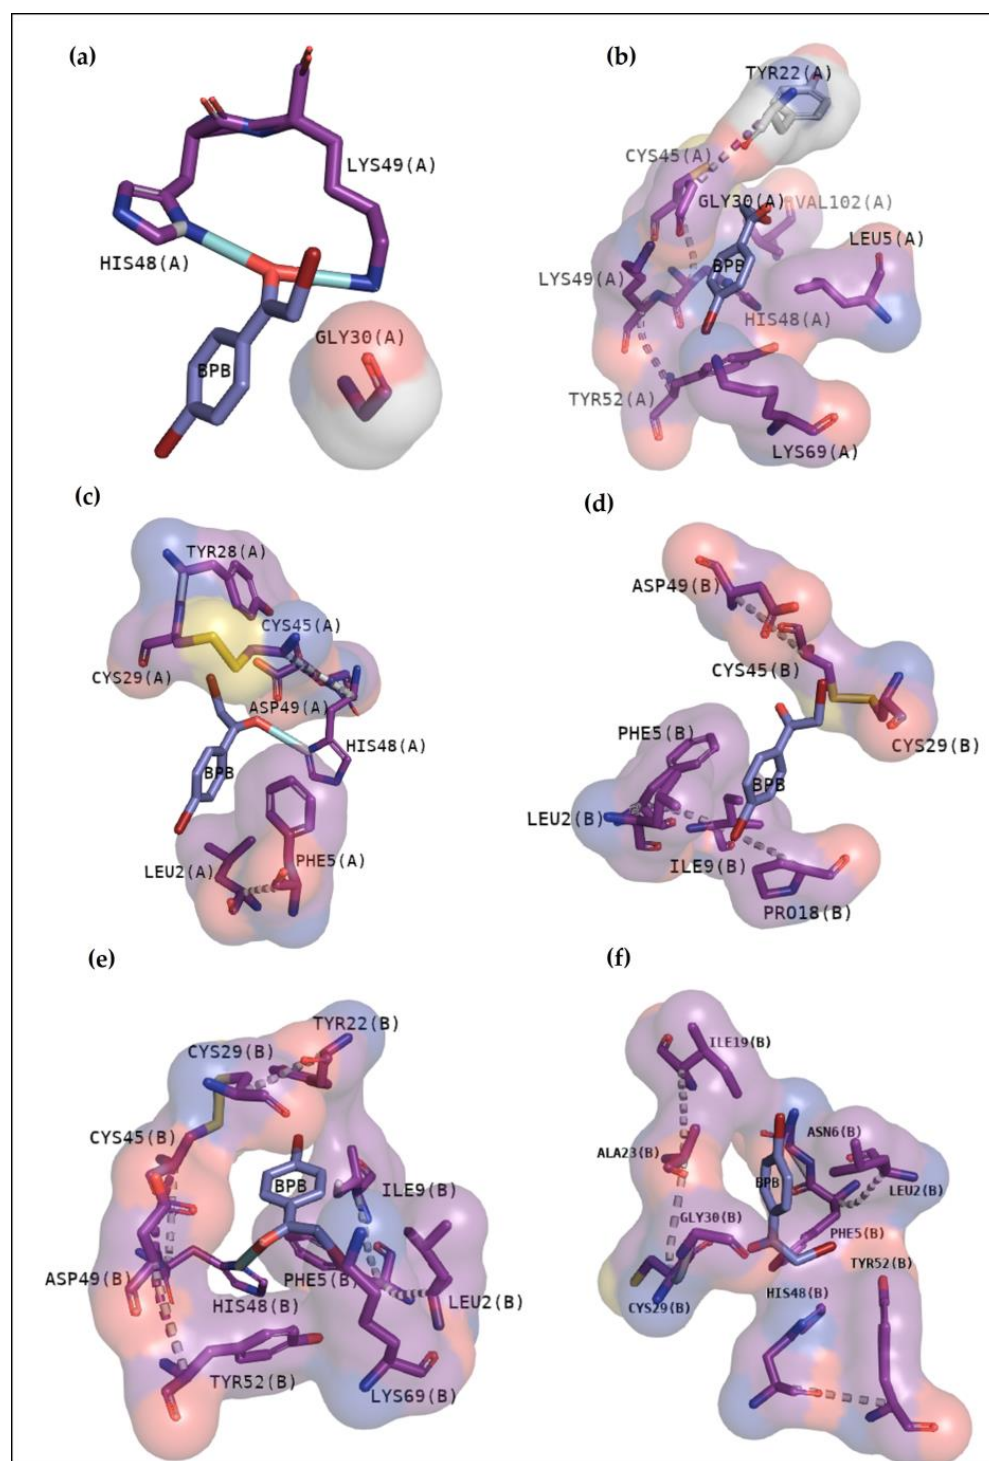 (a)
LYS49(A)
HIS48(A)
GLY30(A)
BPB
(b)
TYR22(A)
CYS45(A)
GLY30(A)
VAL102(A)
LEU5(A)
BPB
LYS49(A)
HIS48(A)
TYR52(A)
LYS69(A)
(c)
TYR28(A)
CYS45(A)
CYS29(A)
ASP49(A)
HIS48(A)
BPB
LEU2(A)
PHE5(A)
(d)
ASP49(B)
CYS45(B)
PHE5(B)
CYS29(B)
BPB
LEU2(B)
ILE9(B)
PRO18(B)
(e)
TYR22(B)
CYS29(B)
CYS45(B)
BPB
ILE9(B)
ASP49(B)
PHE5(B)
HIS48(B)
LEU2(B)
TYR52(B)
LYS69(B)
(f)
ILE19(B)
ASN6(B)
ALA23(B)
BPB
LEU2(B)
GLY30(B)
PHE5(B)
TYR52(B)
CYS29(B)
HIS48(B)